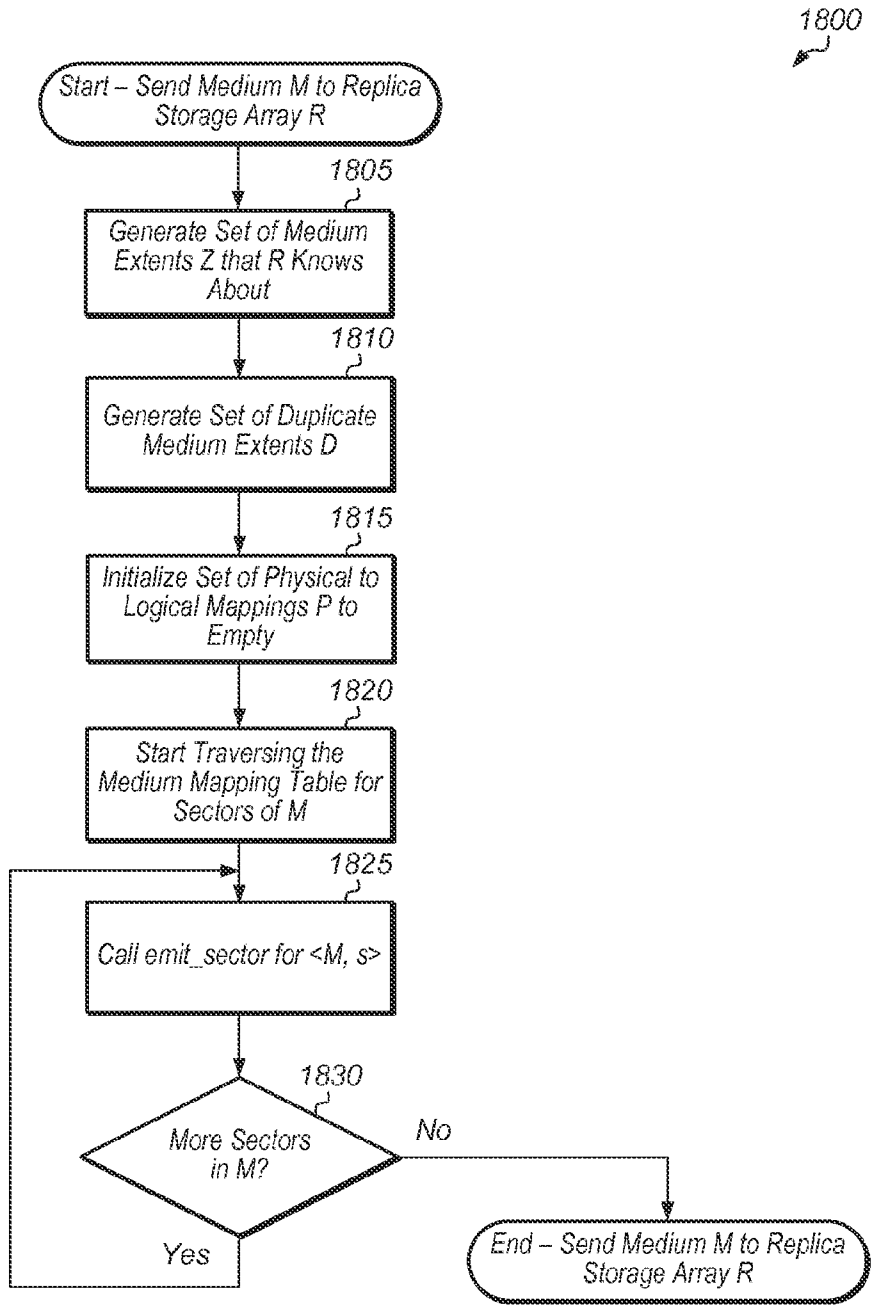 1800
Start – Send Medium M to Replica
Storage Array R
1805
Generate Set of Medium
Extents Z that R Knows
About
1810
Generate Set of Duplicate
Medium Extents D
1815
Initialize Set of Physical to
Logical Mappings P to
Empty
1820
Start Traversing the
Medium Mapping Table for
Sectors of M
1825
Call emit_sector for <M, s>
1830
More Sectors
in M?
No
Yes
End – Send Medium M to Replica
Storage Array R